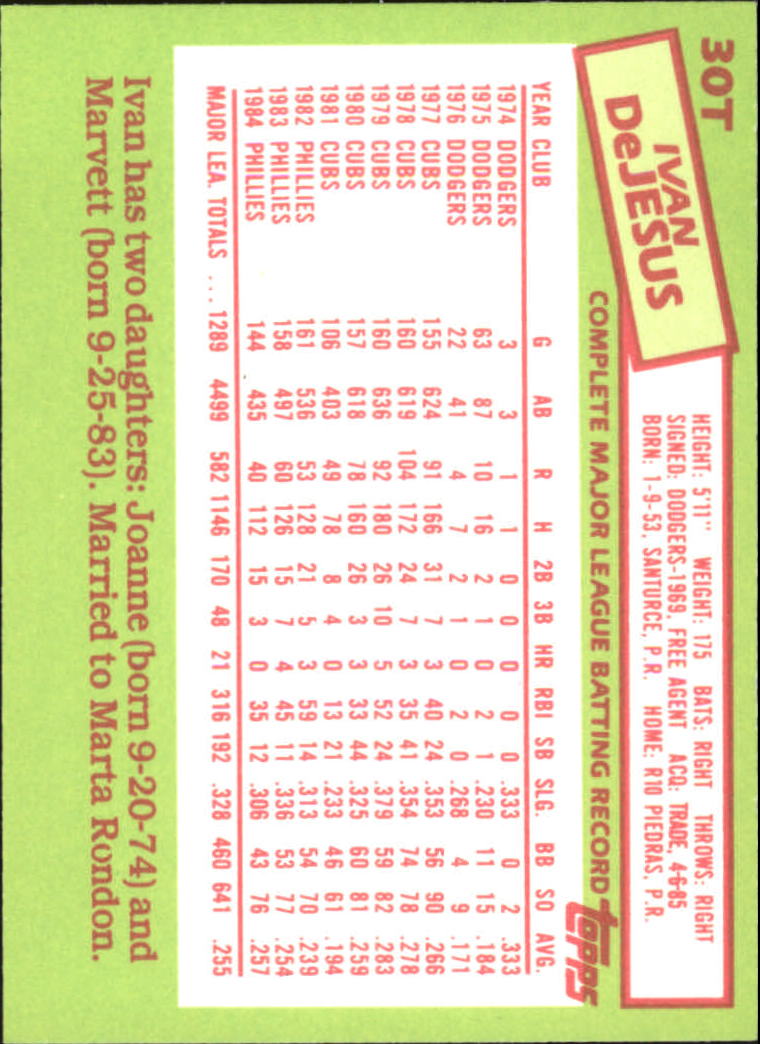 30T
IVAN
DeJESUS
HEIGHT: 5'11" WEIGHT: 175 BATS: RIGHT THROWS: RIGHT
SIGNED: DODGERS-1969, FREE AGENT ACQ: TRADE, 4-6-85
BORN: 1-9-53, SANTURCE, P.R. HOME: R10 PIEDRAS, P.R.
COMPLETE MAJOR LEAGUE BATTING RECORD topps
YEAR CLUB G AB R H 2B 3B HR RBI SB SLG. BB SO AVG.
1974 DODGERS 3 3 1 1 0 0 0 0 0 .333 0 2 .333
1975 DODGERS 63 87 10 16 2 1 0 2 1 .230 11 15 .184
1976 DODGERS 22 41 4 7 2 1 0 2 0 .268 4 9 .171
1977 CUBS 155 624 91 166 31 7 3 40 24 .353 56 90 .266
1978 CUBS 160 619 104 172 24 7 3 35 41 .354 74 78 .278
1979 CUBS 160 636 92 180 26 10 5 52 24 .379 59 82 .283
1980 CUBS 157 618 78 160 26 3 3 33 44 .325 60 81 .259
1981 CUBS 106 403 49 78 8 4 0 13 21 .233 46 61 .194
1982 PHILLIES 161 536 53 128 21 5 3 59 14 .313 54 70 .239
1983 PHILLIES 158 497 60 126 15 7 4 45 11 .336 53 77 .254
1984 PHILLIES 144 435 40 112 15 3 0 35 12 .306 43 76 .257
MAJOR LEA. TOTALS ... 1289 4499 582 1146 170 48 21 316 192 .328 460 641 .255
Ivan has two daughters: Joanne (born 9-20-74) and
Marvett (born 9-25-83). Married to Marta Rondon.